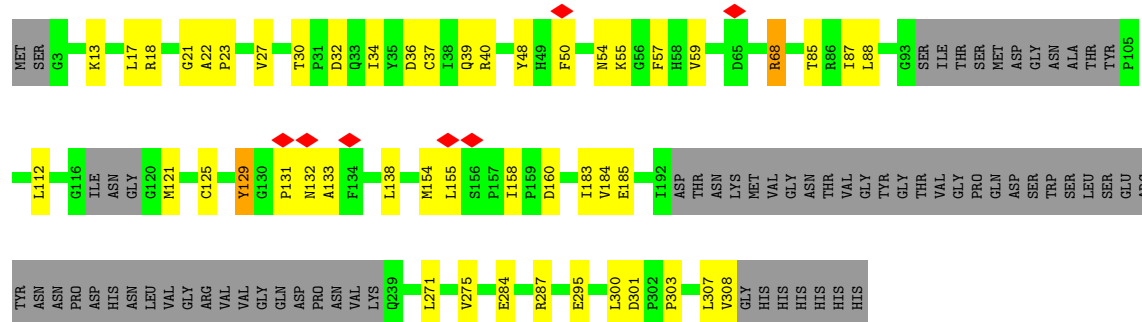 MET SER G3 K13 L17 R18 G21 A22 P23 V27 T30 P31 D32 Q33 I34 Y35 D36 C37 I38 Q39 R40 Y48 H49 F50 N54 K55 G56 F57 H58 V59 D65 R68 T85 R86 I87 L88 G93 SER ILE THR SER MET ASP GLY ASN ALA THR TYR P105
L112 G116 ILE ASN GLY G120 M121 C125 Y129 G130 P131 N132 A133 F134 L138 M154 L155 S156 P157 I158 P159 D160 I183 V184 E185 I192 ASP THR ASN LYS MET VAL GLY ASN THR VAL GLY TYR GLY THR VAL GLY PRO GLY ASN ASP SER TRP SER LEU SER GLU ARG
TYR ASN ASN PRO ASP HIS ASN LEU VAL GLY ARG VAL VAL GLY GLN ASP PRO ASN VAL LYS Q239 L271 V275 E284 R287 E295 L300 D301 P302 P303 L307 V308 GLY HIS HIS HIS HIS HIS HIS